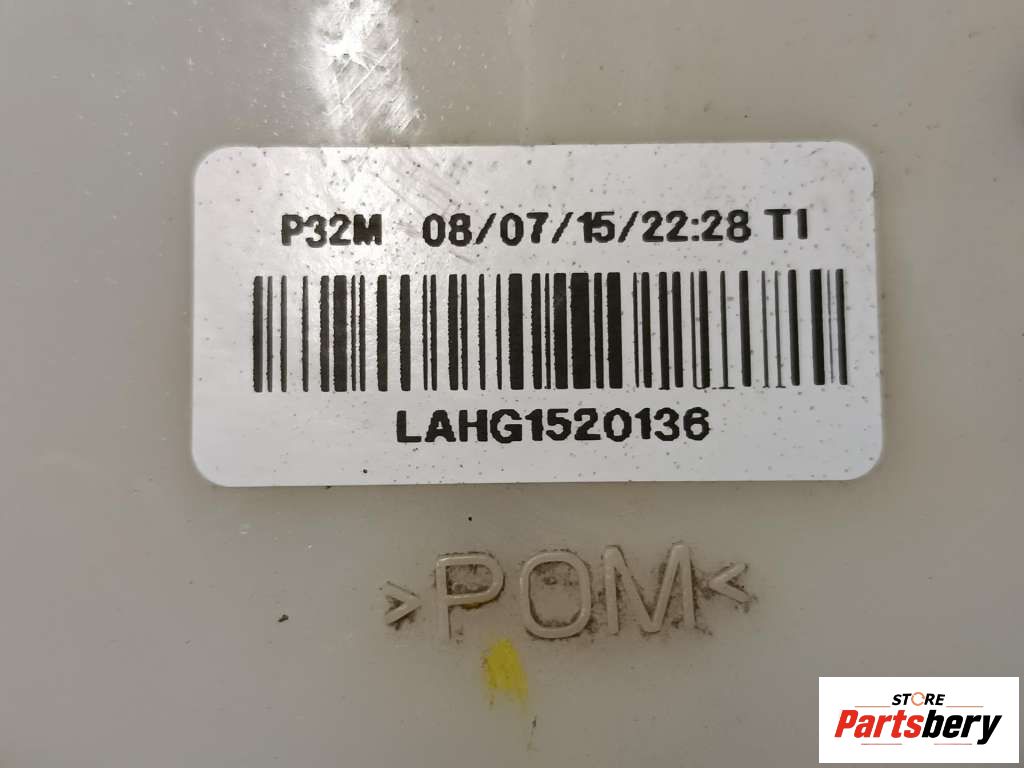 P32M 08/07/15/22:28 TI
LAHG1520136
>POM<
STORE
Partsbery